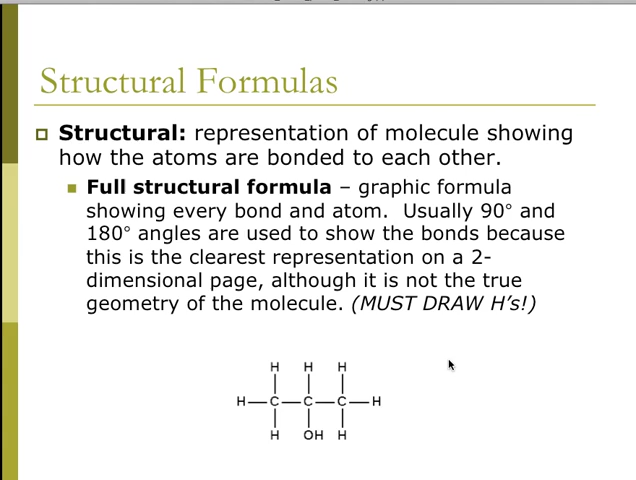 Structural Formulas
Structural: representation of molecule showing
how the atoms are bonded to each other.
Full structural formula – graphic formula
showing every bond and atom. Usually 90° and
180° angles are used to show the bonds because
this is the clearest representation on a 2-
dimensional page, although it is not the true
geometry of the molecule. (MUST DRAW H's!)
H H H
H—C—C—C—H
H OH H